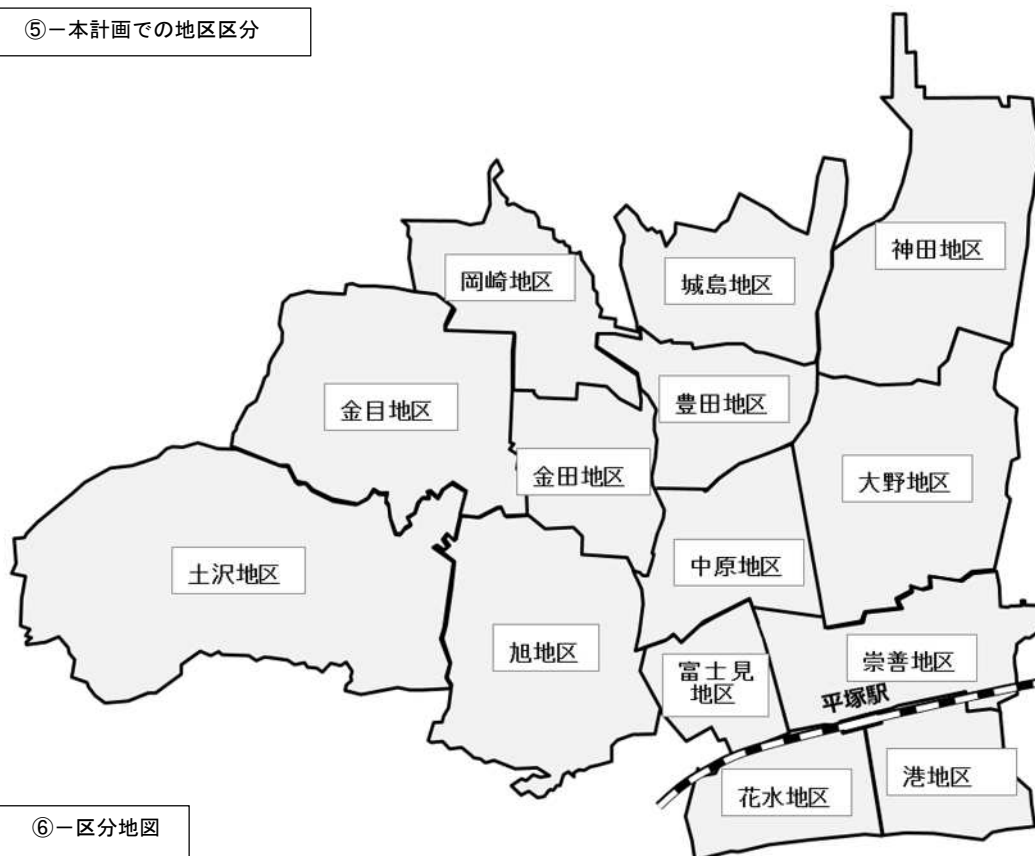 ⑤－本計画での地区区分
神田地区
岡崎地区
城島地区
金目地区
豊田地区
金田地区
大野地区
土沢地区
中原地区
旭地区
富士見
地区
崇善地区
平塚駅
花水地区
港地区
⑥－区分地図